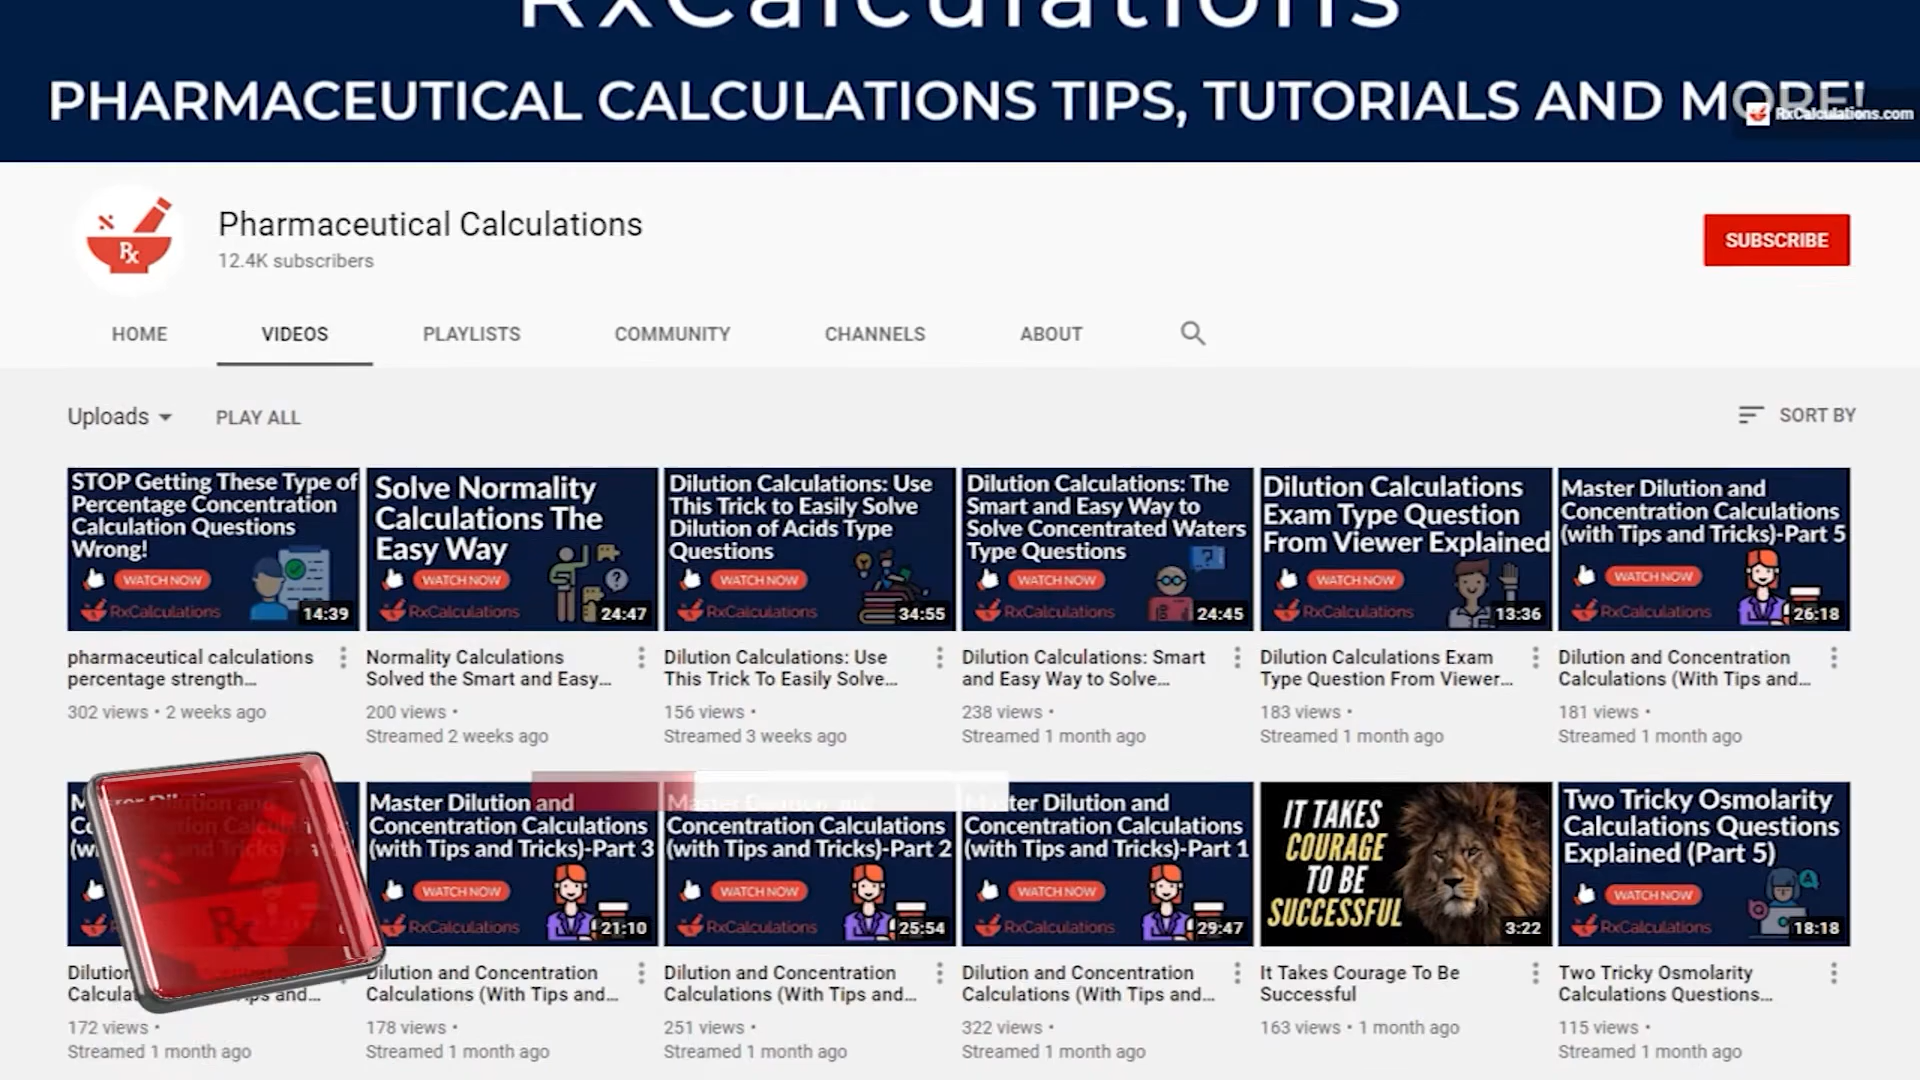 RxCalculations
PHARMACEUTICAL CALCULATIONS TIPS, TUTORIALS AND MORE!
RxCalculations.com
Rx
Pharmaceutical Calculations
12.4K subscribers
SUBSCRIBE
HOME
VIDEOS
PLAYLISTS
COMMUNITY
CHANNELS
ABOUT
Uploads
PLAY ALL
SORT BY
STOP Getting These Type of
Percentage Concentration
Calculation Questions
Wrong!
WATCH NOW
RxCalculations
14:39
pharmaceutical calculations
percentage strength...
302 views • 2 weeks ago
Solve Normality
Calculations The
Easy Way
WATCH NOW
RxCalculations
24:47
Normality Calculations
Solved the Smart and Easy...
200 views •
Streamed 2 weeks ago
Dilution Calculations: Use
This Trick to Easily Solve
Dilution of Acids Type
Questions
WATCH NOW
RxCalculations
34:55
Dilution Calculations: Use
This Trick To Easily Solve...
156 views •
Streamed 3 weeks ago
Dilution Calculations: The
Smart and Easy Way to
Solve Concentrated Waters
Type Questions
WATCH NOW
RxCalculations
24:45
Dilution Calculations: Smart
and Easy Way to Solve...
238 views •
Streamed 1 month ago
Dilution Calculations
Exam Type Question
From Viewer Explained
WATCH NOW
RxCalculations
13:36
Dilution Calculations Exam
Type Question From Viewer...
183 views •
Streamed 1 month ago
Master Dilution and
Concentration Calculations
(with Tips and Tricks)-Part 5
WATCH NOW
RxCalculations
26:18
Dilution and Concentration
Calculations (With Tips and...
181 views •
Streamed 1 month ago
Rx
172 views •
Streamed 1 month ago
Master Dilution and
Concentration Calculations
(with Tips and Tricks)-Part 3
WATCH NOW
RxCalculations
21:10
Dilution and Concentration
Calculations (With Tips and...
178 views •
Streamed 1 month ago
Master Dilution and
Concentration Calculations
(with Tips and Tricks)-Part 2
WATCH NOW
RxCalculations
25:54
Dilution and Concentration
Calculations (With Tips and...
251 views •
Streamed 1 month ago
Master Dilution and
Concentration Calculations
(with Tips and Tricks)-Part 1
WATCH NOW
RxCalculations
29:47
Dilution and Concentration
Calculations (With Tips and...
322 views •
Streamed 1 month ago
IT TAKES
COURAGE
TO BE
SUCCESSFUL
3:22
It Takes Courage To Be
Successful
163 views • 1 month ago
Two Tricky Osmolarity
Calculations Questions
Explained (Part 5)
WATCH NOW
RxCalculations
18:18
Two Tricky Osmolarity
Calculations Questions...
115 views •
Streamed 1 month ago